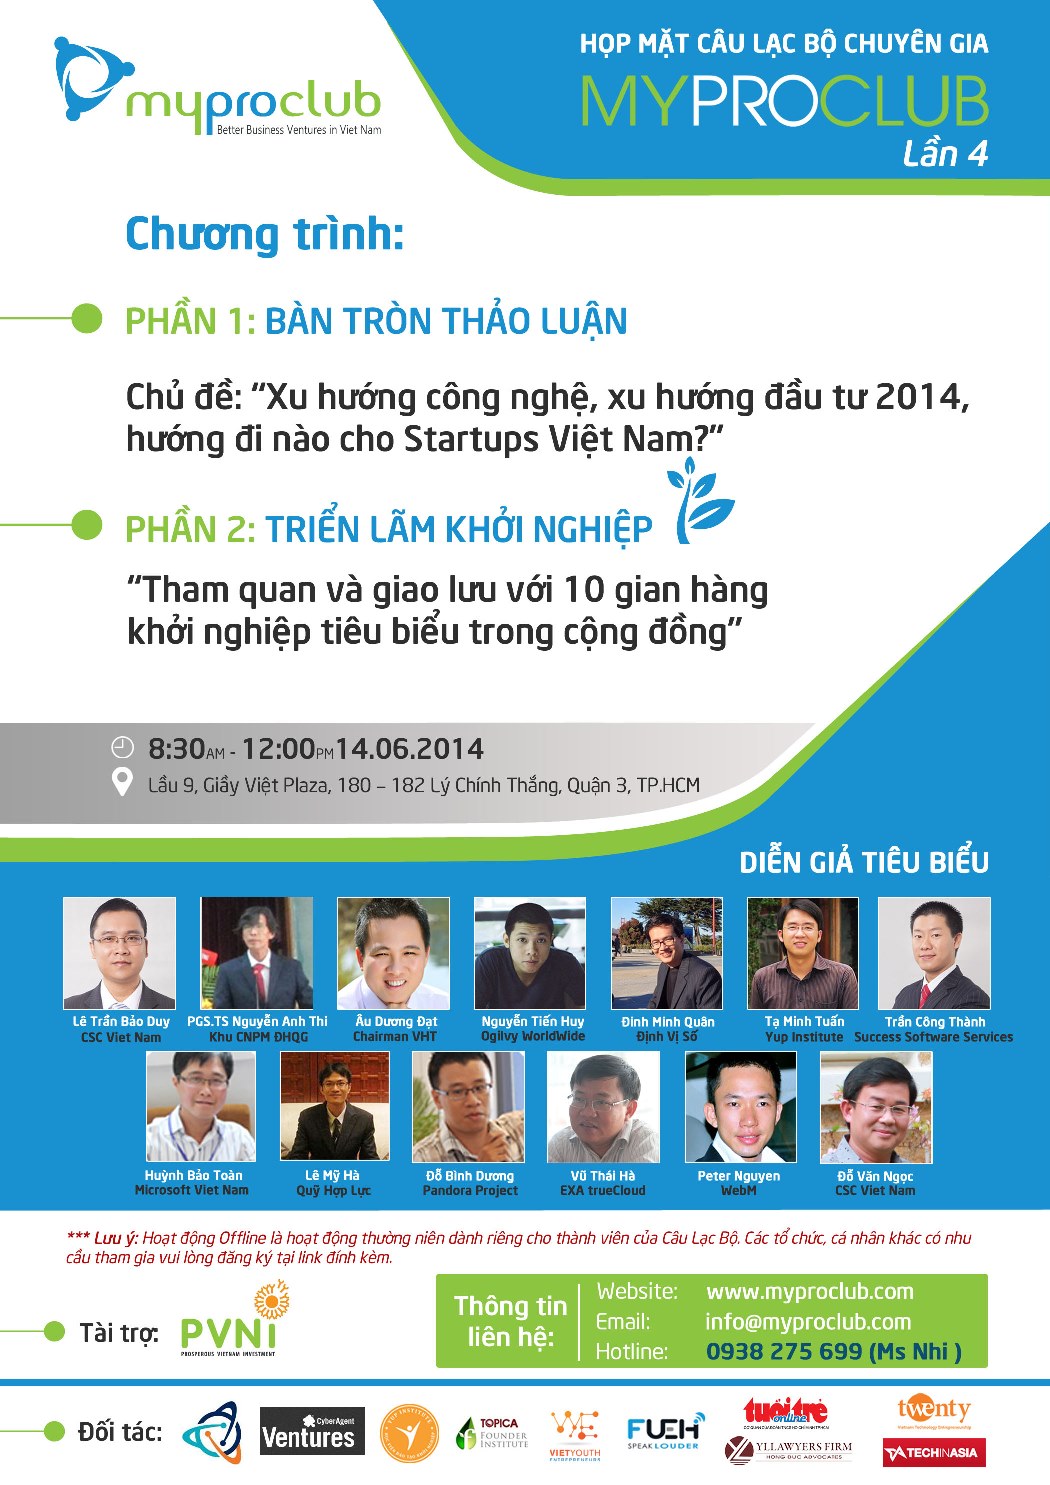 myproclub
Better Business Ventures in Viet Nam
HỌP MẶT CÂU LẠC BỘ CHUYÊN GIA
MYPROCLUB
Lần 4
Chương trình:
PHẦN 1: BÀN TRÒN THẢO LUẬN
Chủ đề: “Xu hướng công nghệ, xu hướng đầu tư 2014,
hướng đi nào cho Startups Việt Nam?”
PHẦN 2: TRIỂN LÃM KHỞI NGHIỆP
“Tham quan và giao lưu với 10 gian hàng
khởi nghiệp tiêu biểu trong cộng đồng”
8:30AM - 12:00PM 14.06.2014
Lầu 9, Giầy Việt Plaza, 180 – 182 Lý Chính Thắng, Quận 3, TP.HCM
DIỄN GIẢ TIÊU BIỂU
Lê Trần Bảo Duy PGS.TS Nguyễn Anh Thi Âu Dương Đạt Nguyễn Tiến Huy Đinh Minh Quân Tạ Minh Tuấn Trần Công Thành
CSC Viet Nam Khu CNPM ĐHQG Chairman VHT Ogilvy WorldWide Định Vị Số Yup Institute Success Software Services
Huỳnh Bảo Toàn Lê Mỹ Hà Đỗ Bình Dương Vũ Thái Hà Peter Nguyen Đỗ Văn Ngọc
Microsoft Viet Nam Quỹ Hợp Lực Pandora Project EXA trueCloud WebM CSC Viet Nam
*** Lưu ý: Hoạt động Offline là hoạt động thường niên dành riêng cho thành viên của Câu Lạc Bộ. Các tổ chức, cá nhân khác có nhu
cầu tham gia vui lòng đăng ký tại link đính kèm.
Tài trợ:
PVNI
PROSPEROUS VIETNAM INVESTMENT
Thông tin
liên hệ:
Website: www.myproclub.com
Email: info@myproclub.com
Hotline: 0938 275 699 (Ms Nhi )
Đối tác:
CyberAgent
Ventures
YUP INSTITUTE
TOPICA
FOUNDER
INSTITUTE
WE
VIETYOUTH
ENTREPRENEURS
FUEH
SPEAK LOUDER
tuổi trẻ
online
YLLAWYERS FIRM
HONG DUC ADVOCATES
twenty
TECHINASIA